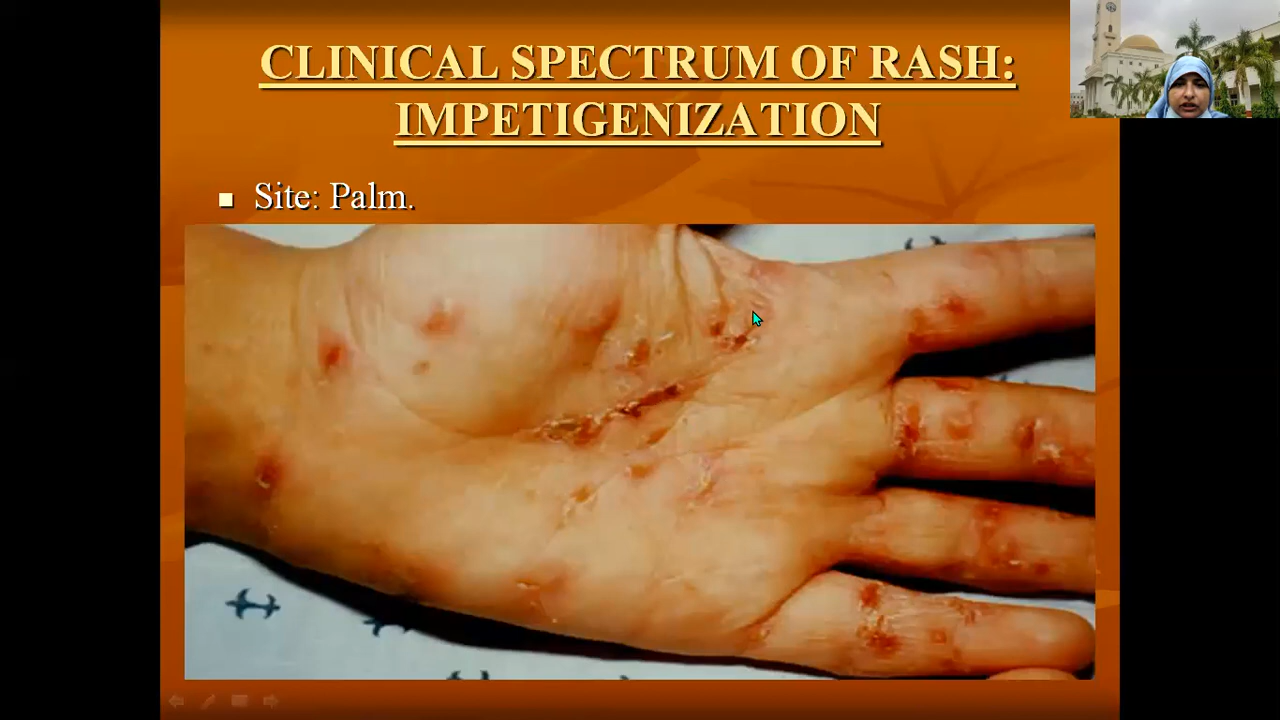 CLINICAL SPECTRUM OF RASH:
IMPETIGENIZATION
Site: Palm.